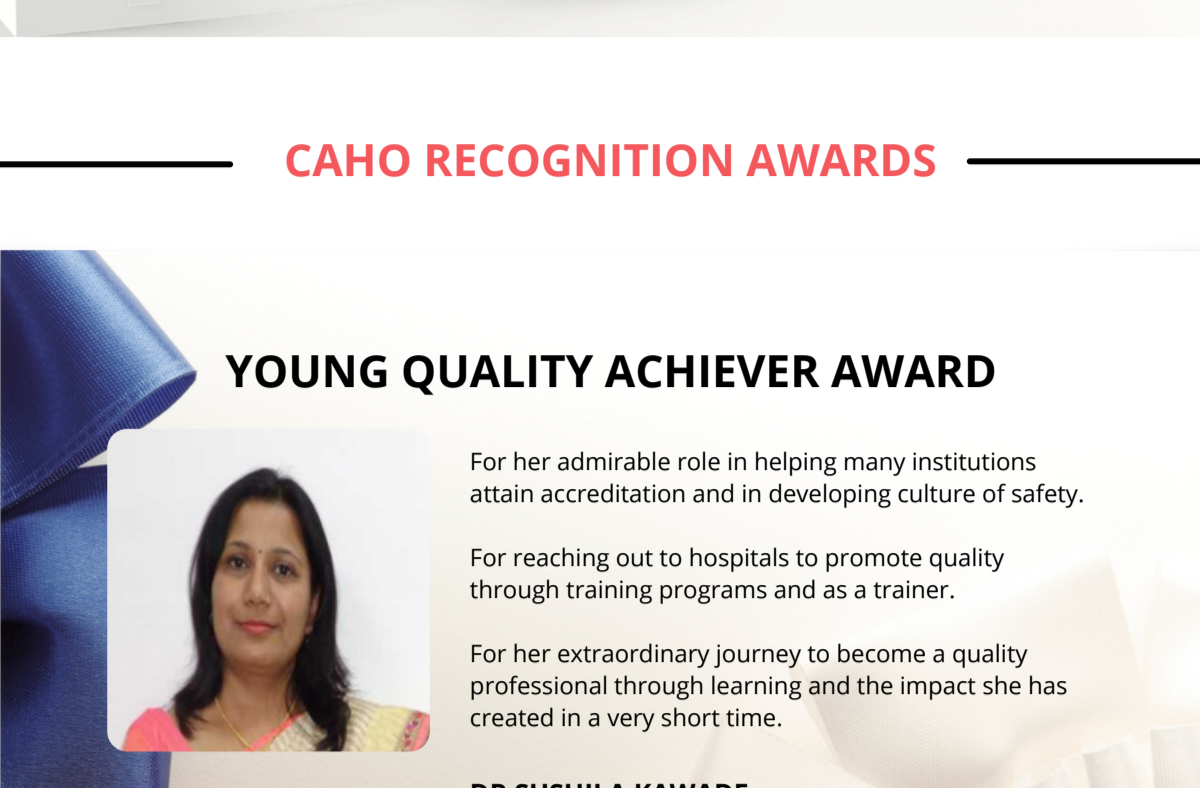 CAHO RECOGNITION AWARDS
YOUNG QUALITY ACHIEVER AWARD
For her admirable role in helping many institutions
attain accreditation and in developing culture of safety.
For reaching out to hospitals to promote quality
through training programs and as a trainer.
For her extraordinary journey to become a quality
professional through learning and the impact she has
created in a very short time.
DR SUSHILA KAWADE